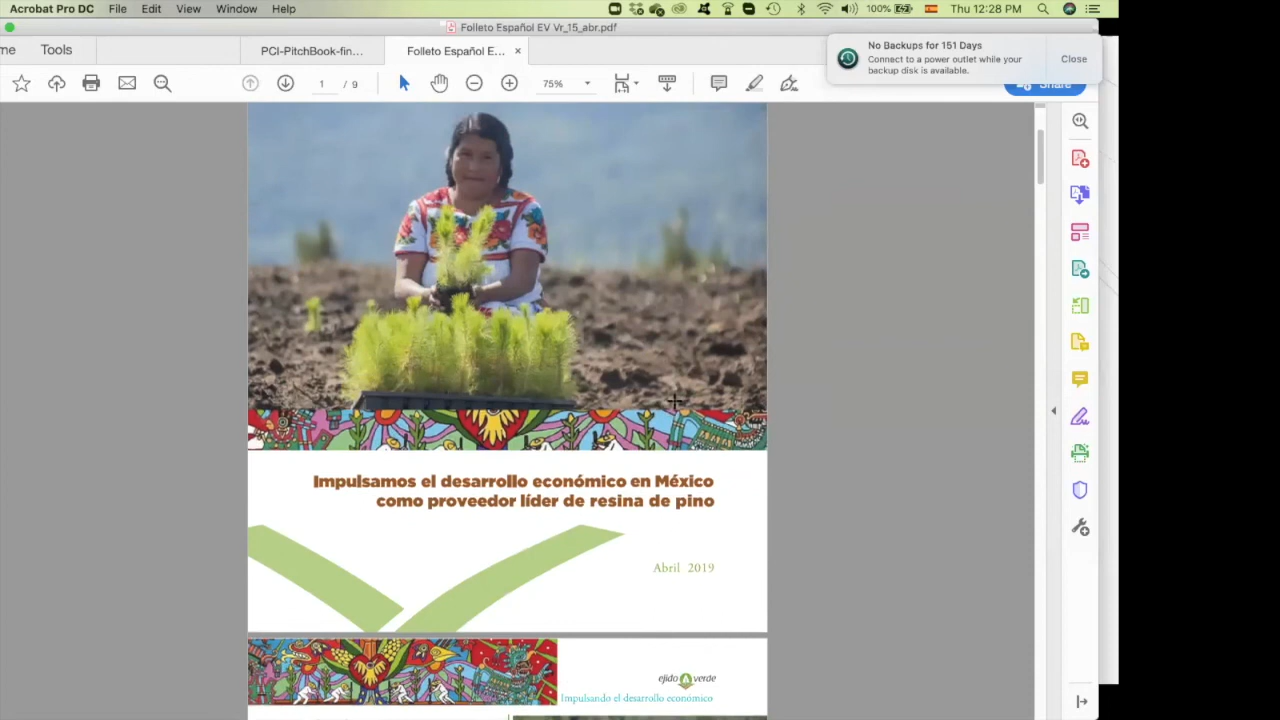 Acrobat Pro DC File Edit View Window Help 100% Thu 12:28 PM
Folleto Español EV Vr_15_abr.pdf
me Tools PCI-PitchBook-fin... Folleto Español E... ×
No Backups for 151 Days
Connect to a power outlet while your
backup disk is available.
Close
1 / 9 75% Share
Impulsamos el desarrollo económico en México
como proveedor líder de resina de pino
Abril 2019
ejido verde
Impulsando el desarrollo económico